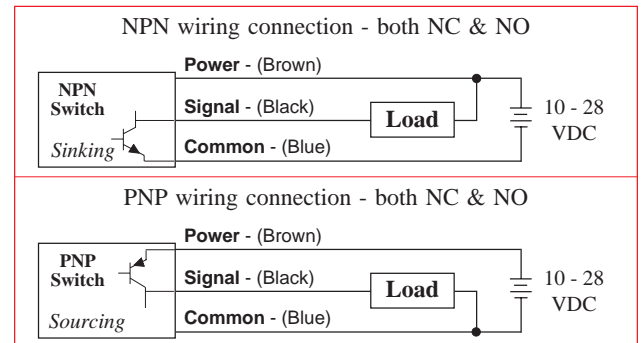 NPN wiring connection - both NC & NO
Power - (Brown)
NPN
Switch
Signal - (Black)
Load
10 - 28
VDC
Sinking
Common - (Blue)
PNP wiring connection - both NC & NO
Power - (Brown)
PNP
Switch
Signal - (Black)
Load
10 - 28
VDC
Sourcing
Common - (Blue)